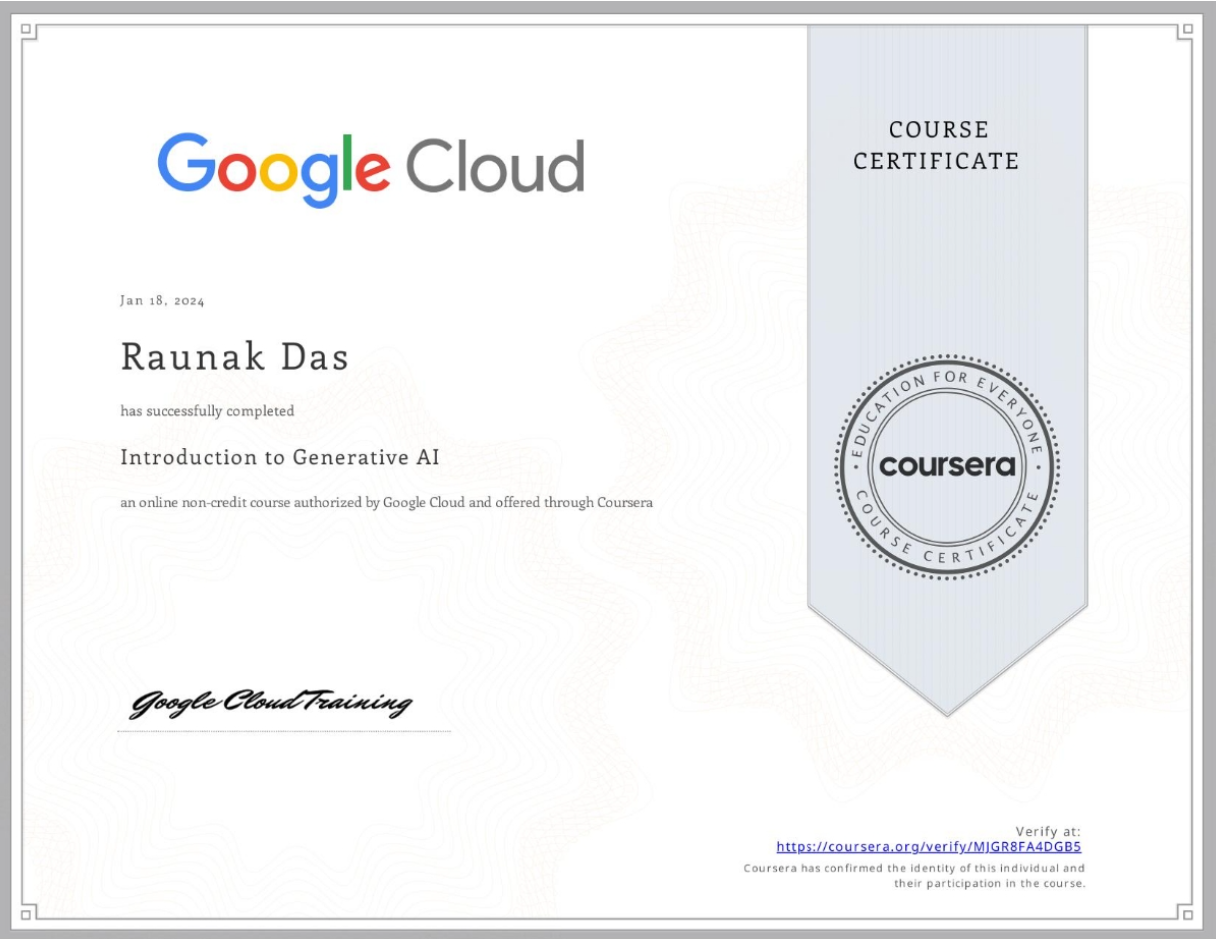 Google Cloud
COURSE
CERTIFICATE
Jan 18, 2024
Raunak Das
has successfully completed
Introduction to Generative AI
an online non-credit course authorized by Google Cloud and offered through Coursera
EDUCATION FOR EVERYONE
coursera
COURSE CERTIFICATE
Google Cloud Training
Verify at:
https://coursera.org/verify/MJGR8FA4DGB5
Coursera has confirmed the identity of this individual and
their participation in the course.